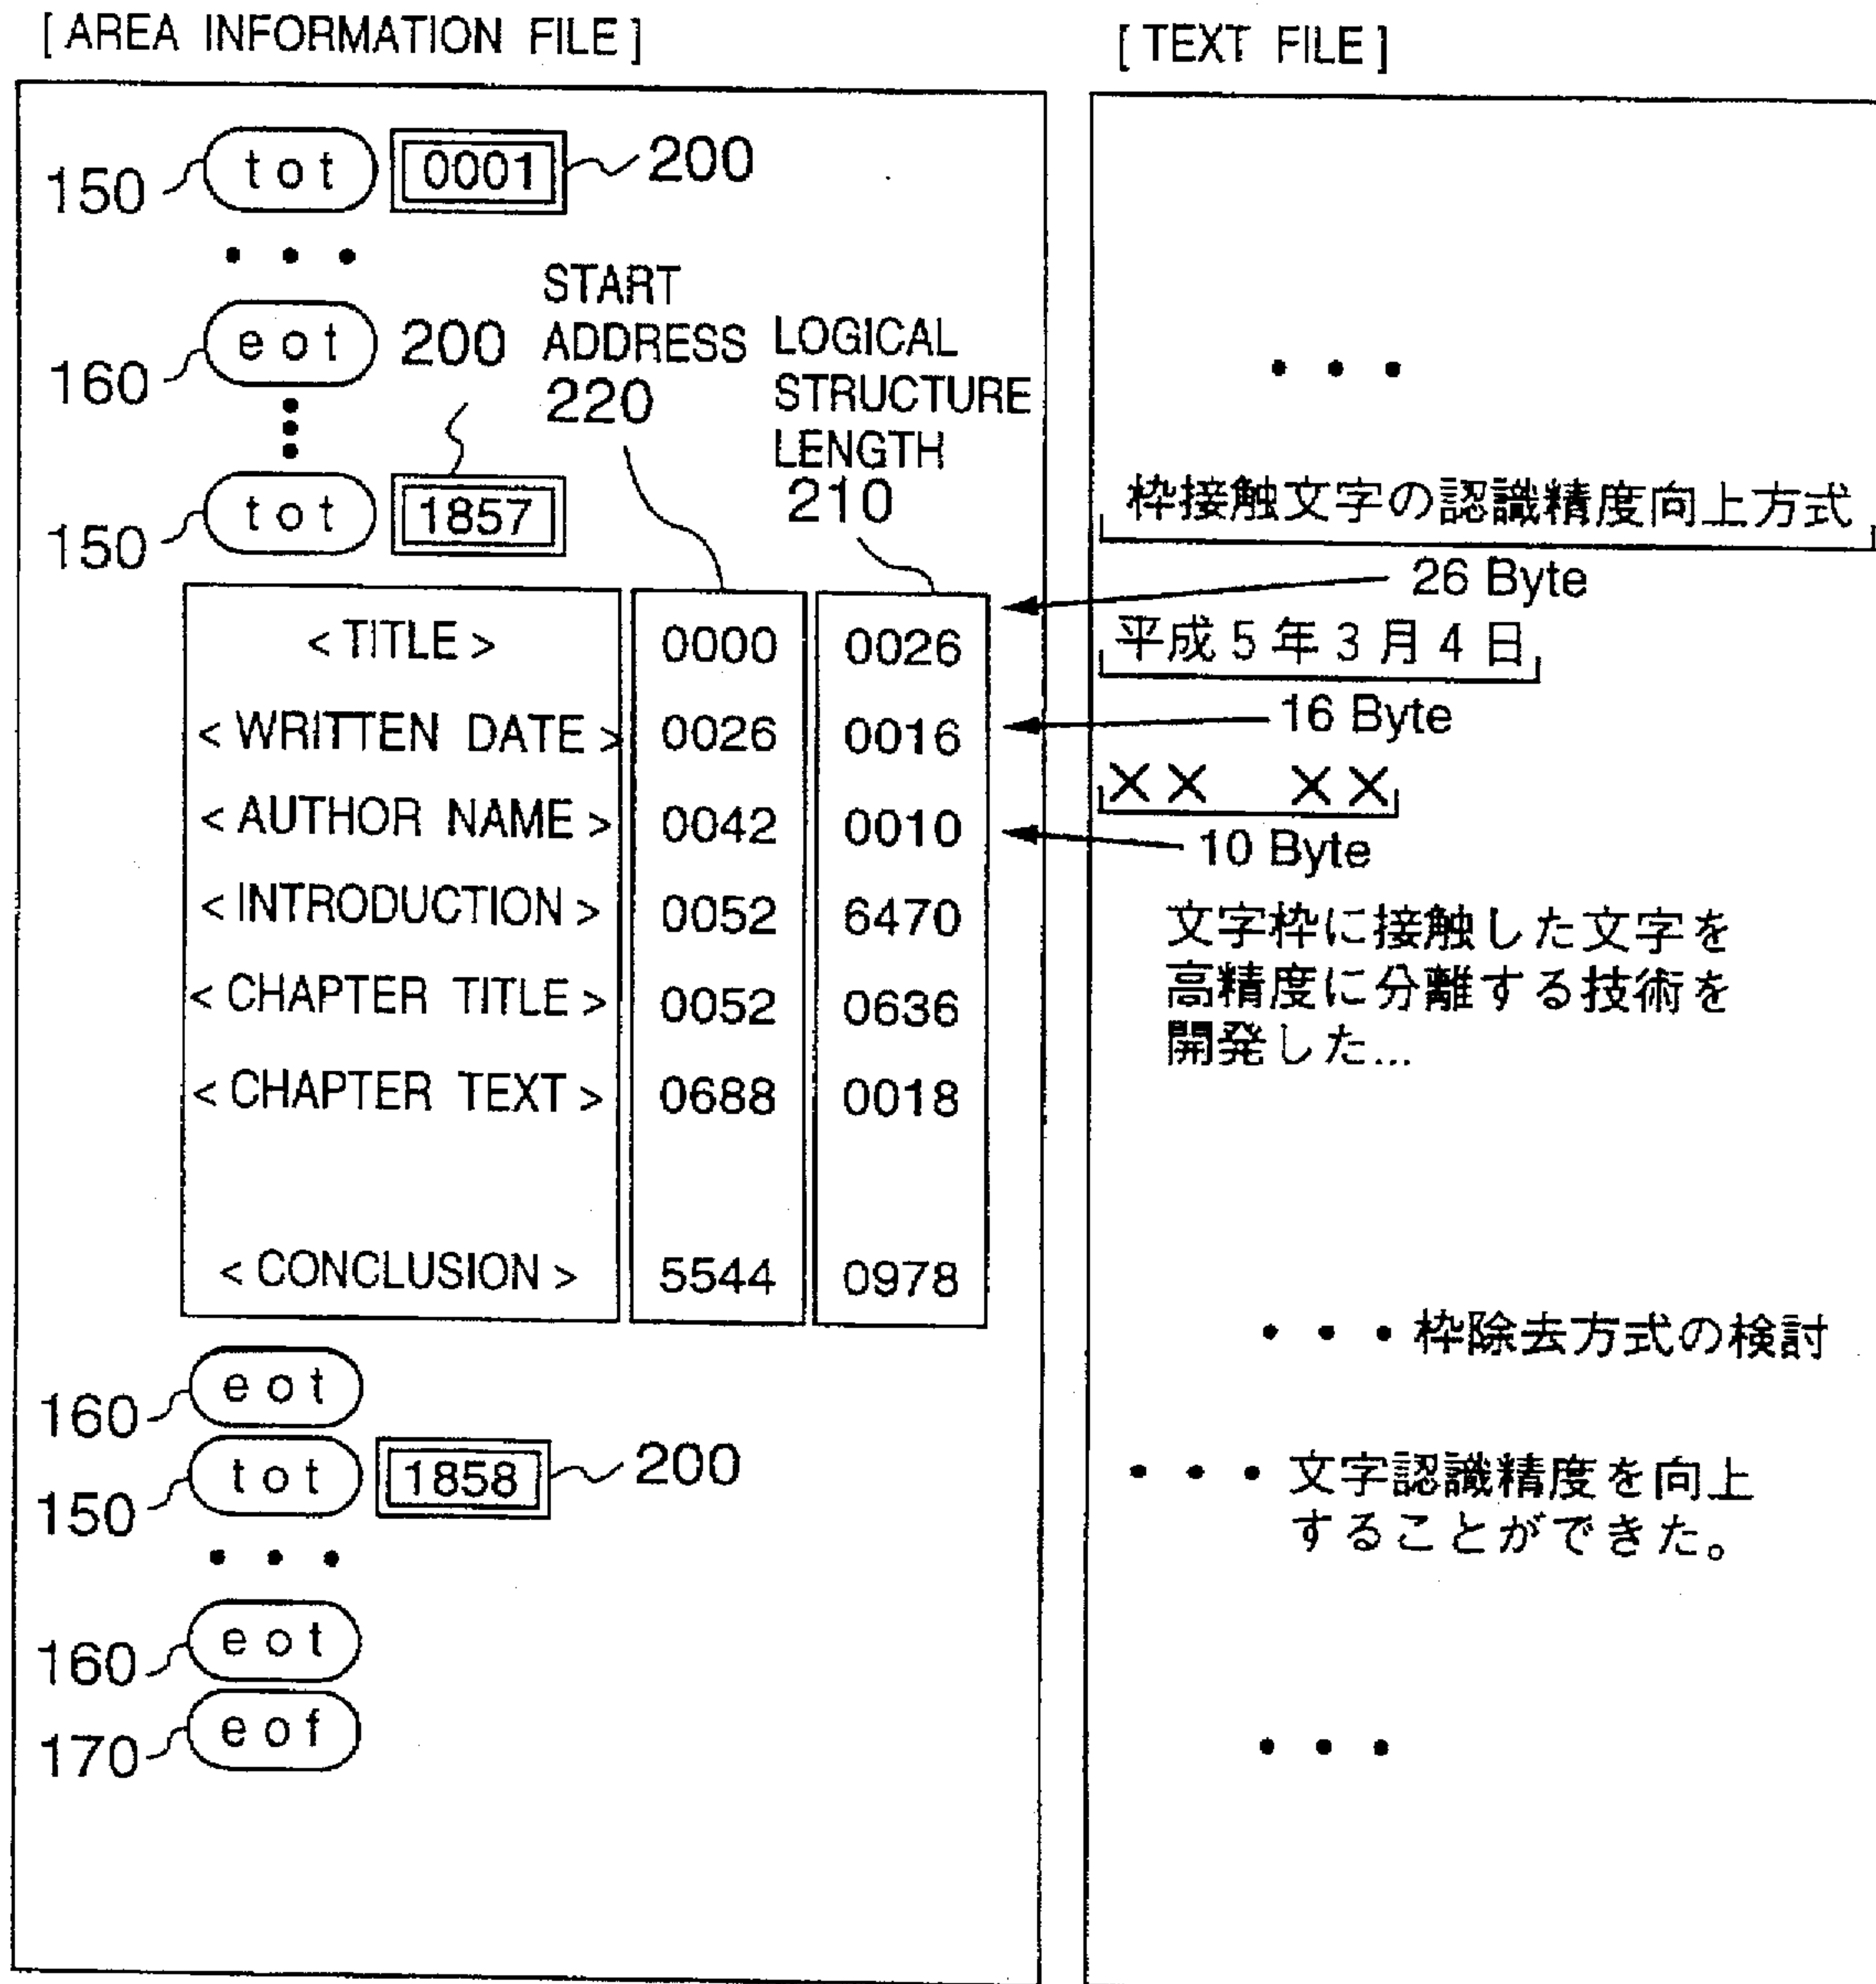 [ AREA INFORMATION FILE ]
150 tot 0001 200
• • •
160 eot 200
START
ADDRESS
220
LOGICAL
STRUCTURE
LENGTH
210
150 tot 1857
< TITLE > 0000 0026
< WRITTEN DATE > 0026 0016
< AUTHOR NAME > 0042 0010
< INTRODUCTION > 0052 6470
< CHAPTER TITLE > 0052 0636
< CHAPTER TEXT > 0688 0018
< CONCLUSION > 5544 0978
160 eot
150 tot 1858 200
• • •
160 eot
170 eof
[ TEXT FILE ]
• • •
枠接触文字の認識精度向上方式
26 Byte
平成5年3月4日
16 Byte
×× ××
10 Byte
文字枠に接触した文字を
高精度に分離する技術を
開発した...
• • • 枠除去方式の検討
• • • 文字認識精度を向上
することができた。
• • •